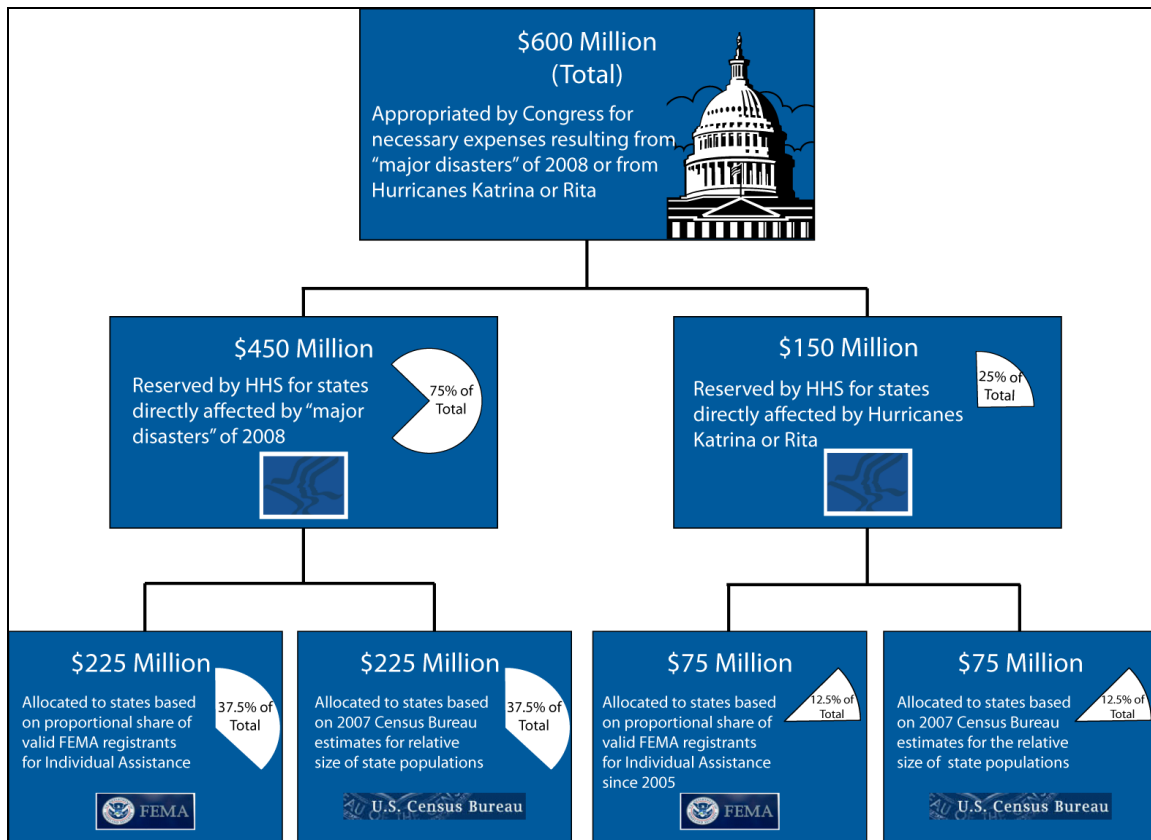 $600 Million
(Total)
Appropriated by Congress for
necessary expenses resulting from
“major disasters” of 2008 or from
Hurricanes Katrina or Rita
$450 Million
Reserved by HHS for states
directly affected by “major
disasters” of 2008
75% of
Total
$150 Million
Reserved by HHS for states
directly affected by Hurricanes
Katrina or Rita
25% of
Total
$225 Million
Allocated to states based
on proportional share of
valid FEMA registrants
for Individual Assistance
37.5% of
Total
FEMA
$225 Million
Allocated to states based
on 2007 Census Bureau
estimates for relative
size of state populations
37.5% of
Total
U.S. Census Bureau
$75 Million
Allocated to states based
on proportional share of
valid FEMA registrants
for Individual Assistance
since 2005
12.5% of
Total
FEMA
$75 Million
Allocated to states based
on 2007 Census Bureau
estimates for the relative
size of state populations
12.5% of
Total
U.S. Census Bureau